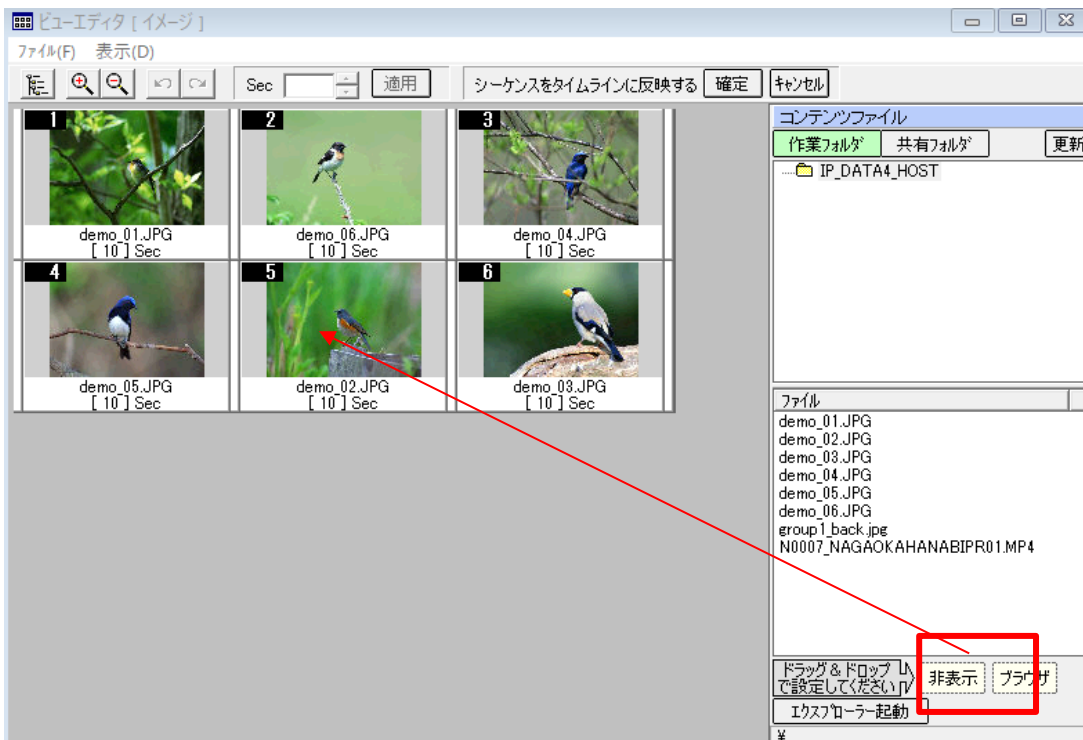 ビューエディタ [ イメージ ]
ファイル(F) 表示(D)
Sec 適用 シーケンスをタイムラインに反映する 確定 キャンセル
1 2 3
demo_01.JPG demo_06.JPG demo_04.JPG
[ 10 ] Sec [ 10 ] Sec [ 10 ] Sec
4 5 6
demo_05.JPG demo_02.JPG demo_03.JPG
[ 10 ] Sec [ 10 ] Sec [ 10 ] Sec
コンテンツファイル
作業フォルダ 共有フォルダ 更新
IP_DATA4_HOST
ファイル
demo_01.JPG
demo_02.JPG
demo_03.JPG
demo_04.JPG
demo_05.JPG
demo_06.JPG
group1_back.jpg
N0007_NAGAOKAHANABIPR01.MP4
ドラッグ&ドロップ
で設定してください
非表示 ブラウザ
エクスプローラー起動
¥